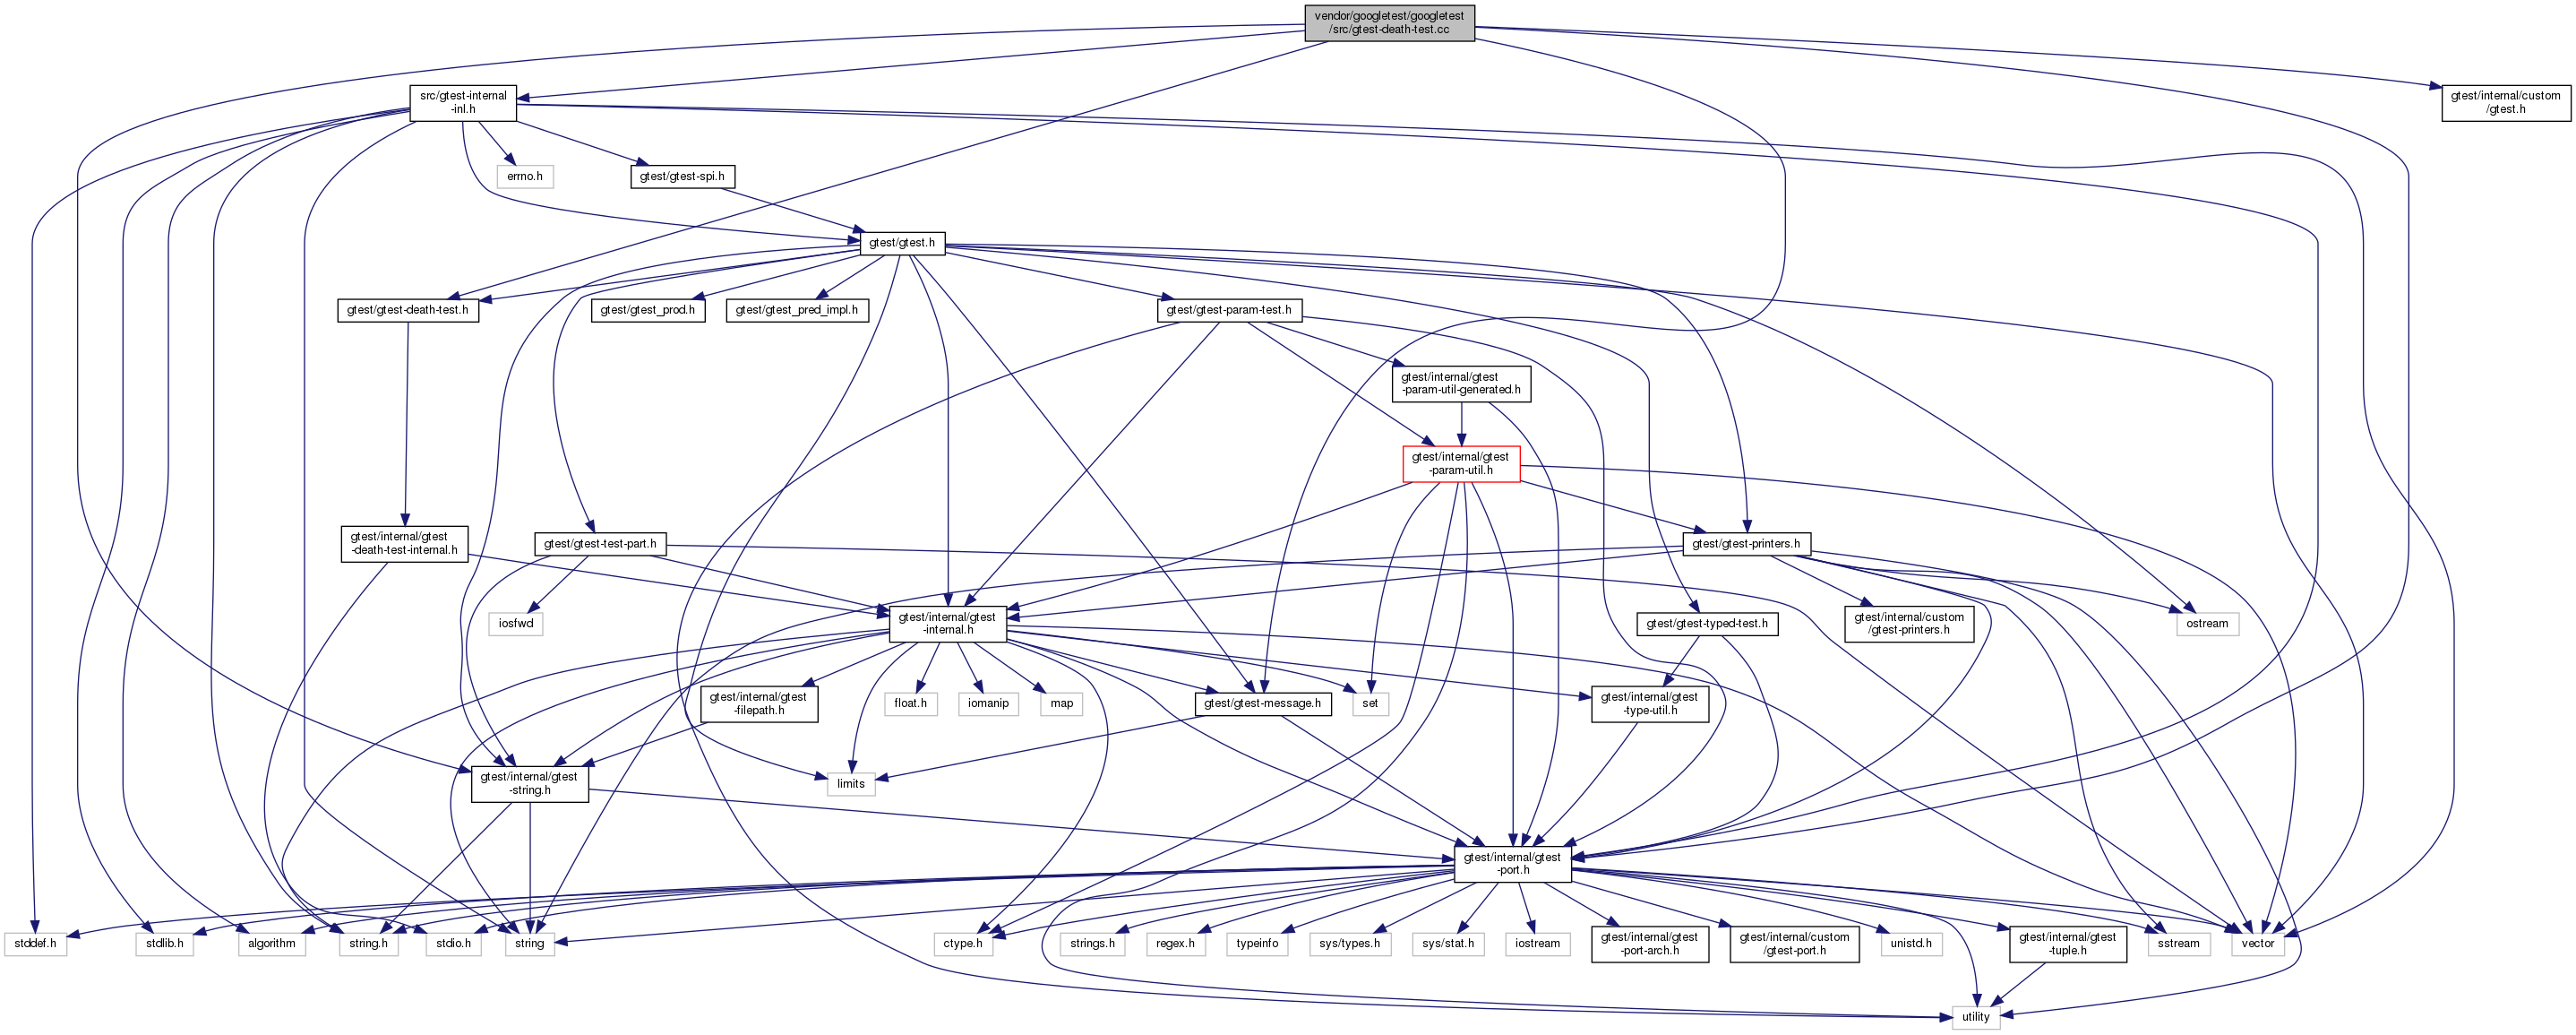 vendor/googletest/googletest
/src/gtest-death-test.cc
src/gtest-internal
-inl.h
gtest/internal/custom
/gtest.h
errno.h
gtest/gtest-spi.h
gtest/gtest.h
gtest/gtest-death-test.h
gtest/gtest_prod.h
gtest/gtest_pred_impl.h
gtest/gtest-param-test.h
gtest/internal/gtest
-param-util-generated.h
gtest/internal/gtest
-param-util.h
gtest/internal/gtest
-death-test-internal.h
gtest/gtest-test-part.h
gtest/gtest-printers.h
iosfwd
gtest/internal/gtest
-internal.h
gtest/gtest-typed-test.h
gtest/internal/custom
/gtest-printers.h
ostream
gtest/internal/gtest
-filepath.h
float.h
iomanip
map
gtest/gtest-message.h
set
gtest/internal/gtest
-type-util.h
gtest/internal/gtest
-string.h
limits
gtest/internal/gtest
-port.h
stddef.h
stdlib.h
algorithm
string.h
stdio.h
string
ctype.h
strings.h
regex.h
typeinfo
sys/types.h
sys/stat.h
iostream
gtest/internal/gtest
-port-arch.h
gtest/internal/custom
/gtest-port.h
unistd.h
gtest/internal/gtest
-tuple.h
sstream
vector
utility